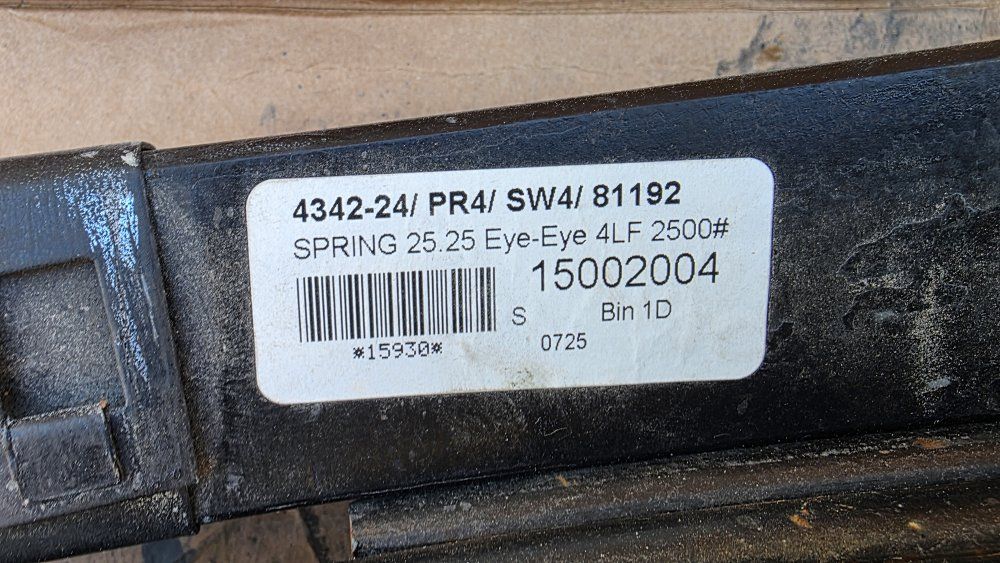 4342-24/ PR4/ SW4/ 81192
SPRING 25.25 Eye-Eye 4LF 2500#
15002004
S Bin 1D
*15930* 0725